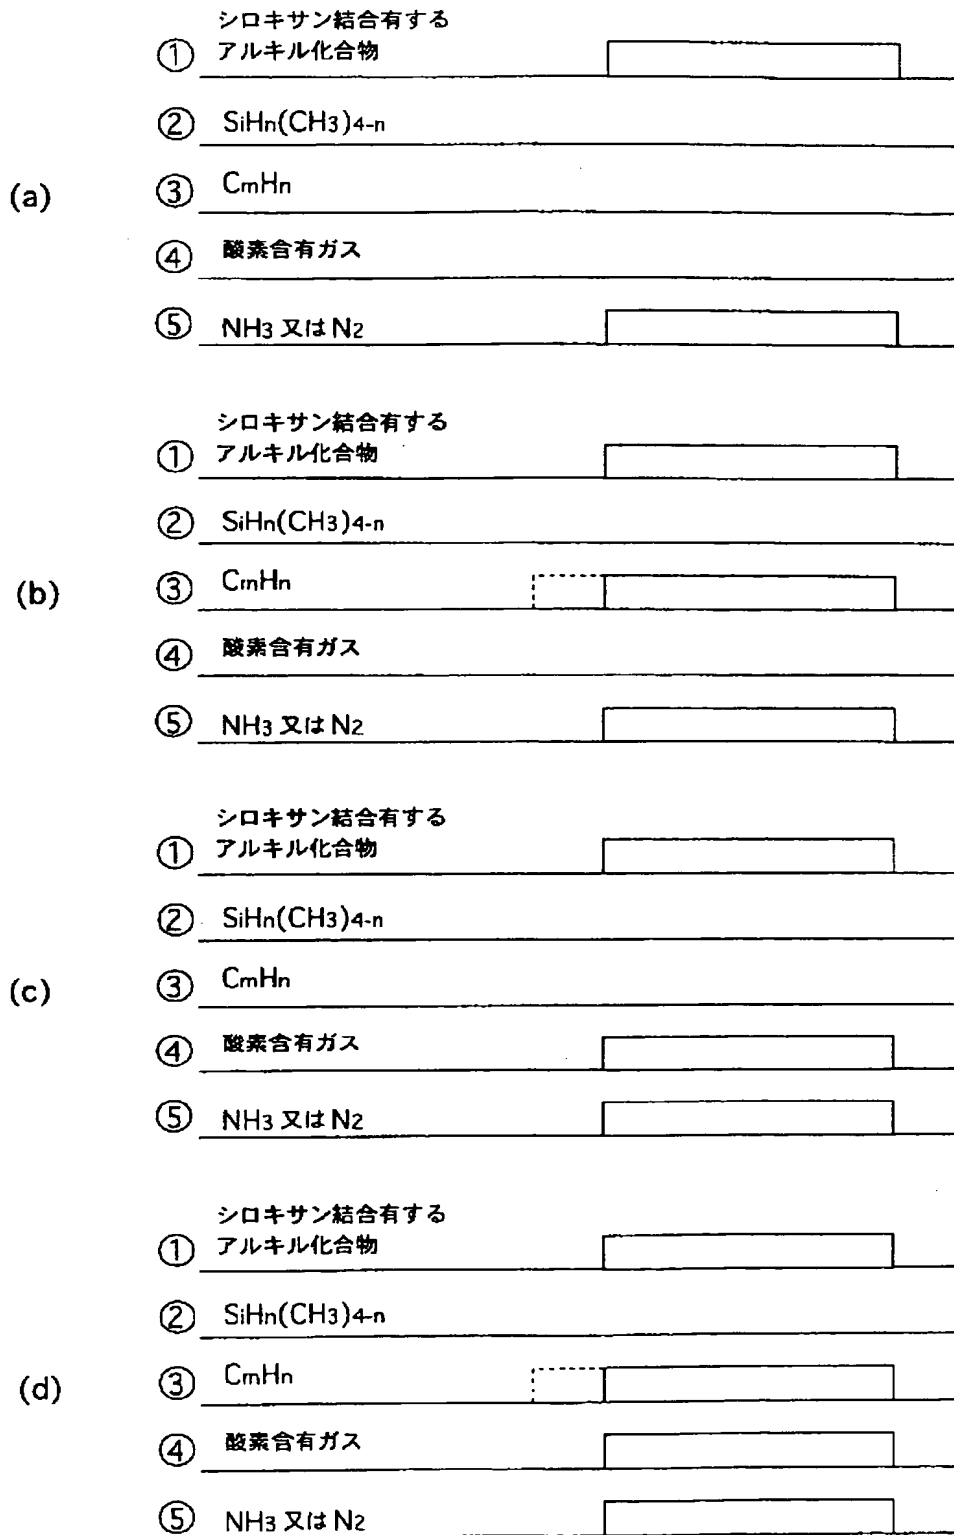 シロキサン結合有する
① アルキル化合物
② SiHn(CH3)4-n
(a)
③ CmHn
④ 酸素含有ガス
⑤ NH3 又は N2
シロキサン結合有する
① アルキル化合物
② SiHn(CH3)4-n
(b)
③ CmHn
④ 酸素含有ガス
⑤ NH3 又は N2
シロキサン結合有する
① アルキル化合物
② SiHn(CH3)4-n
(c)
③ CmHn
④ 酸素含有ガス
⑤ NH3 又は N2
シロキサン結合有する
① アルキル化合物
② SiHn(CH3)4-n
(d)
③ CmHn
④ 酸素含有ガス
⑤ NH3 又は N2